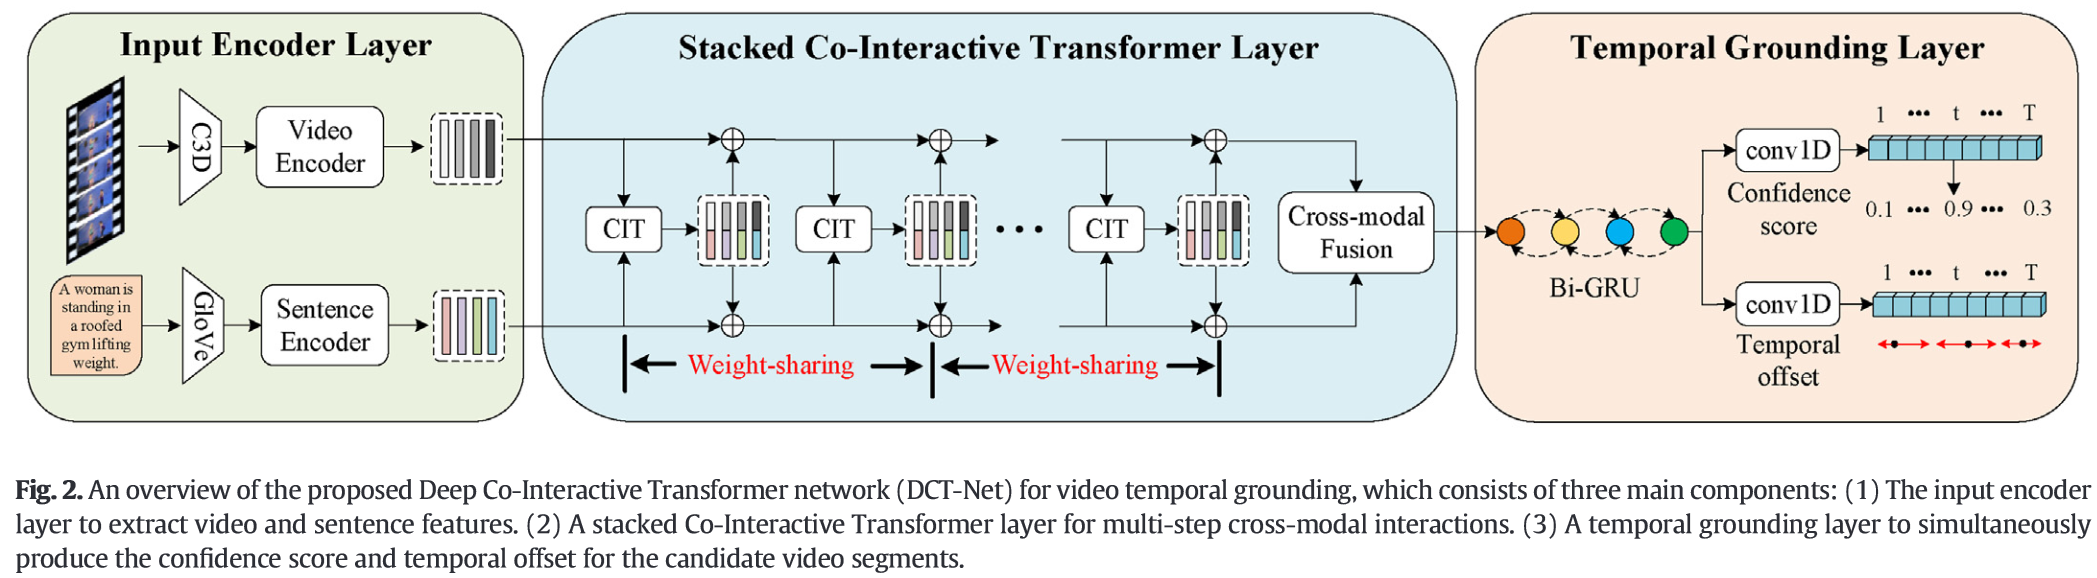 Input Encoder Layer
C3D
Video
Encoder
A woman is
standing in
a roofed
gym lifting
weight.
GloVe
Sentence
Encoder
Stacked Co-Interactive Transformer Layer
CIT
CIT
•••
CIT
Cross-modal
Fusion
Weight-sharing
Weight-sharing
Temporal Grounding Layer
Bi-GRU
conv1D
Confidence
score
1 ••• t ••• T
0.1 ••• 0.9 ••• 0.3
conv1D
Temporal
offset
1 ••• t ••• T
Fig. 2. An overview of the proposed Deep Co-Interactive Transformer network (DCT-Net) for video temporal grounding, which consists of three main components: (1) The input encoder
layer to extract video and sentence features. (2) A stacked Co-Interactive Transformer layer for multi-step cross-modal interactions. (3) A temporal grounding layer to simultaneously
produce the confidence score and temporal offset for the candidate video segments.